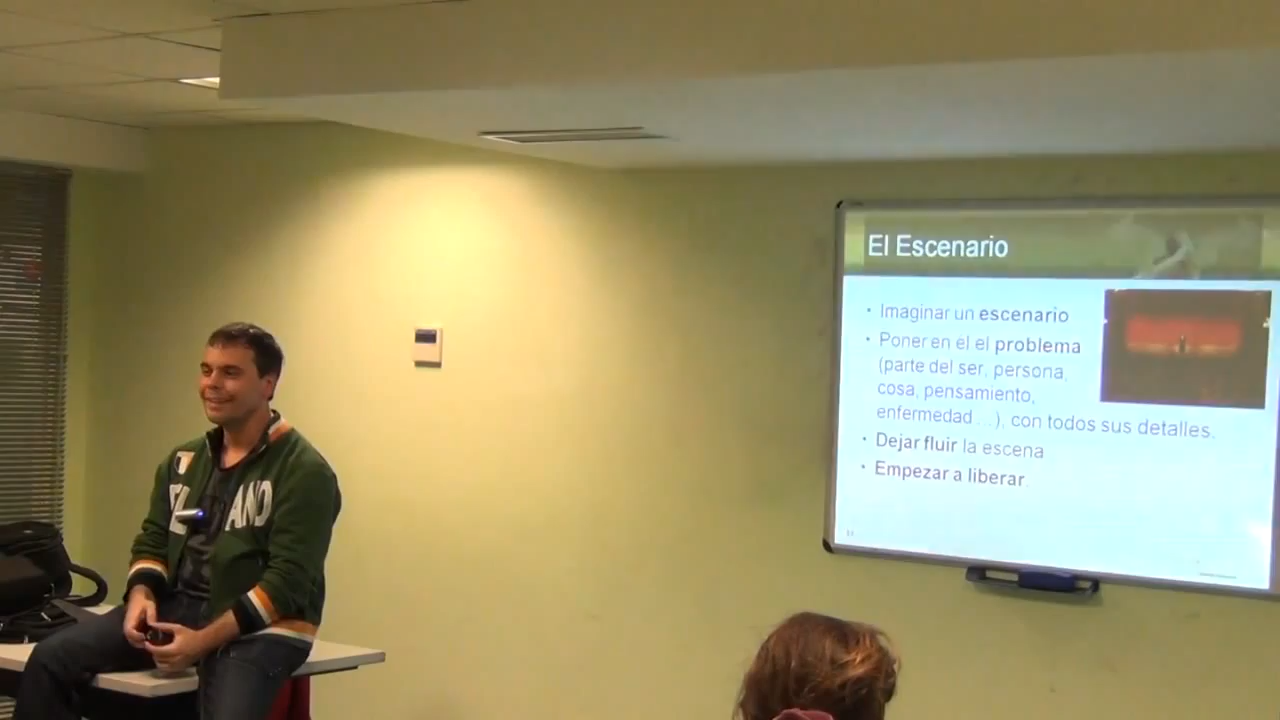 El Escenario
• Imaginar un escenario
• Poner en el el problema
(parte del ser, persona,
cosa, pensamiento,
enfermedad…), con todos sus detalles.
• Dejar fluir la escena
• Empezar a liberar.